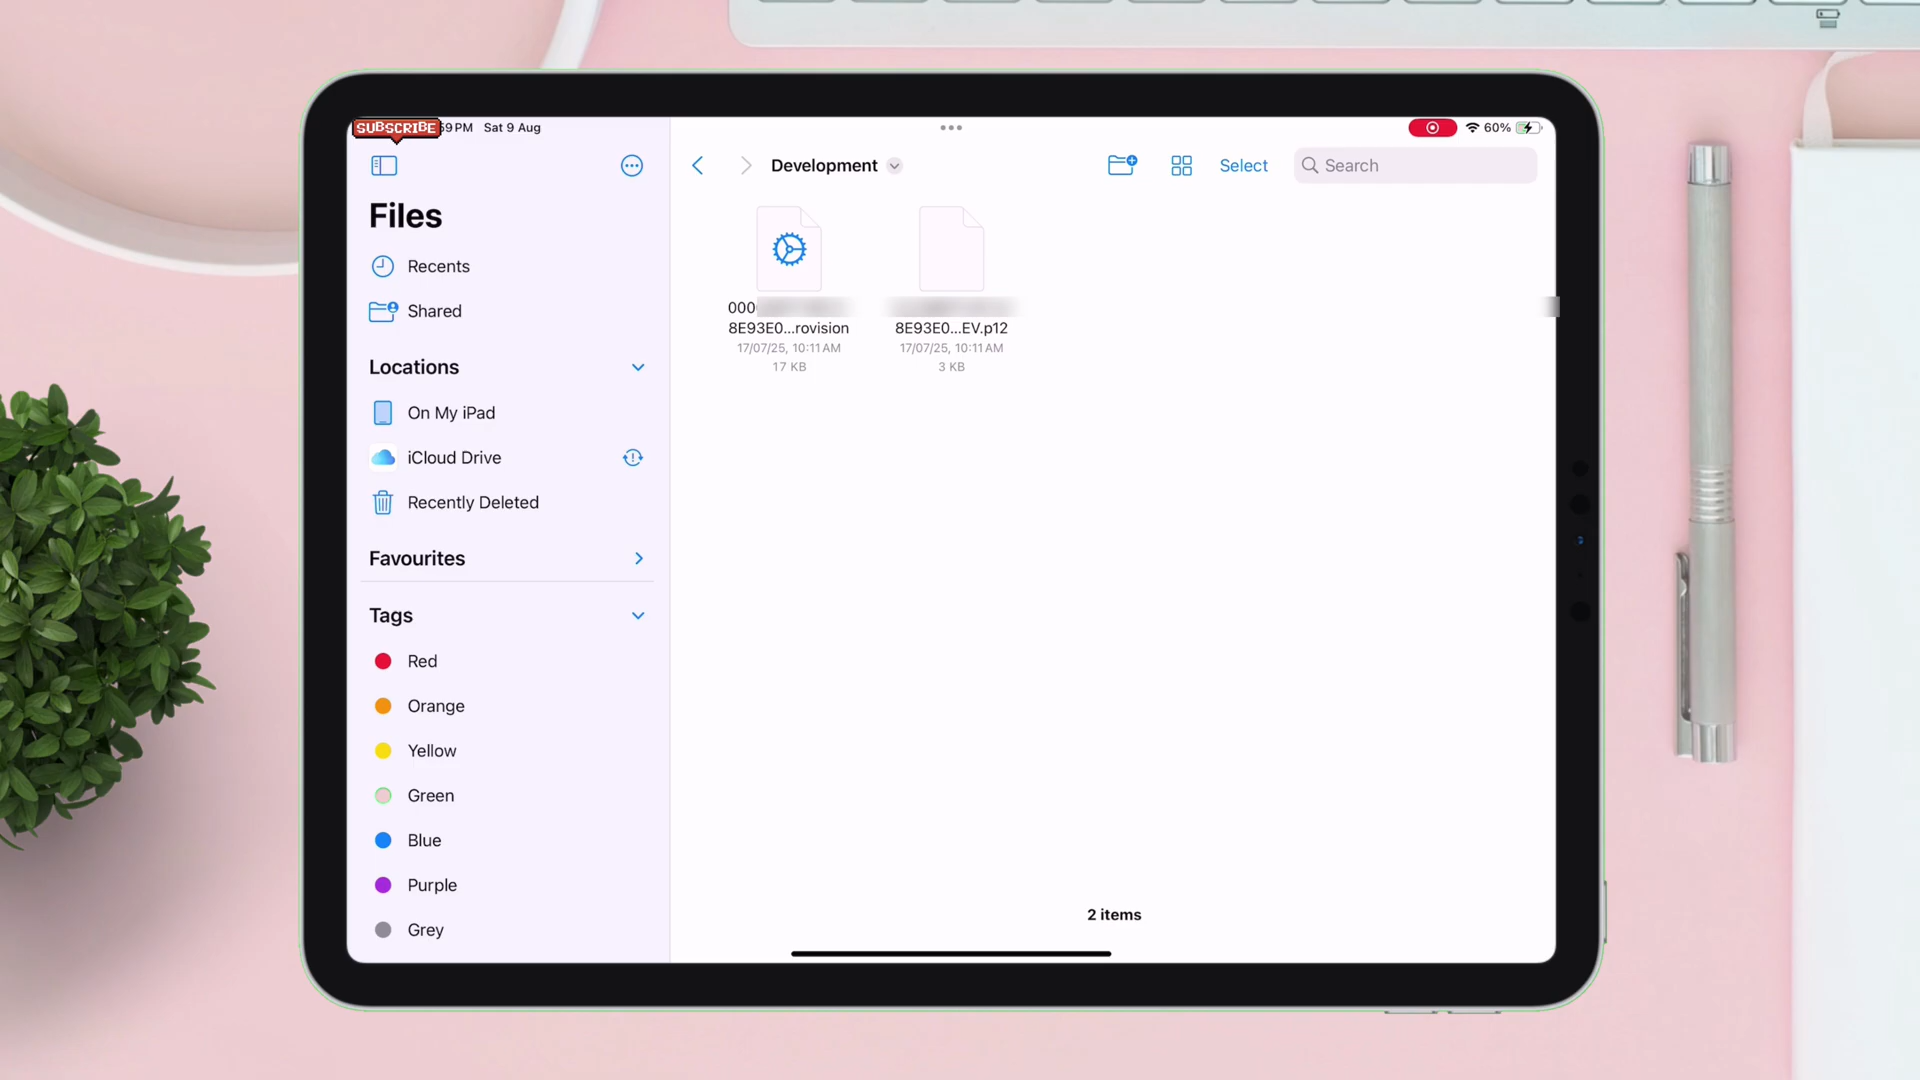 SUBSCRIBE 59 PM Sat 9 Aug
60%
Files
Recents
Shared
Locations
On My iPad
iCloud Drive
Recently Deleted
Favourites
Tags
Red
Orange
Yellow
Green
Blue
Purple
Grey
Development
Select
Search
000
8E93E0...rovision
17/07/25, 10:11 AM
17 KB
8E93E0...EV.p12
17/07/25, 10:11 AM
3 KB
2 items